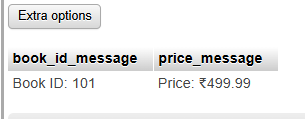 Extra options
book_id_message price_message
Book ID: 101 Price: ₹499.99